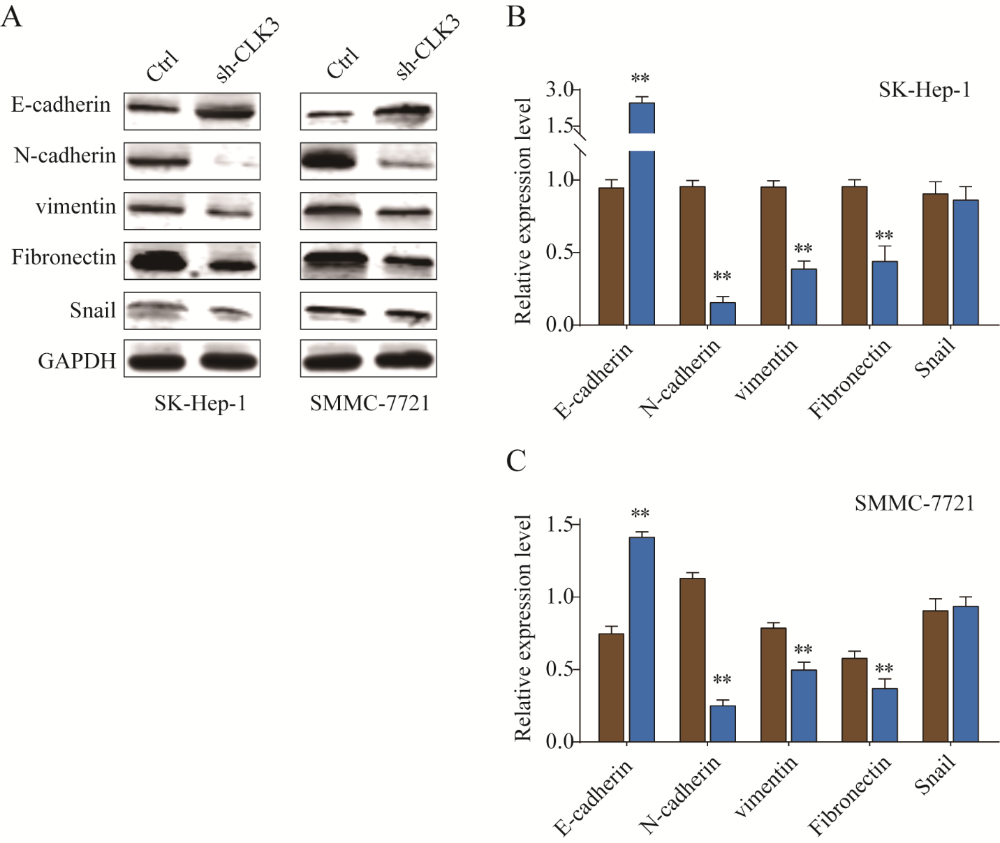 A
Ctrl
sh-CLK3
Ctrl
sh-CLK3
E-cadherin
N-cadherin
vimentin
Fibronectin
Snail
GAPDH
SK-Hep-1
SMMC-7721
B
SK-Hep-1
Relative expression level
3.0
1.5
1.0
0.5
0.0
**
**
**
**
E-cadherin
N-cadherin
vimentin
Fibronectin
Snail
C
SMMC-7721
Relative expression level
1.5
1.0
0.5
0.0
**
**
**
**
E-cadherin
N-cadherin
vimentin
Fibronectin
Snail